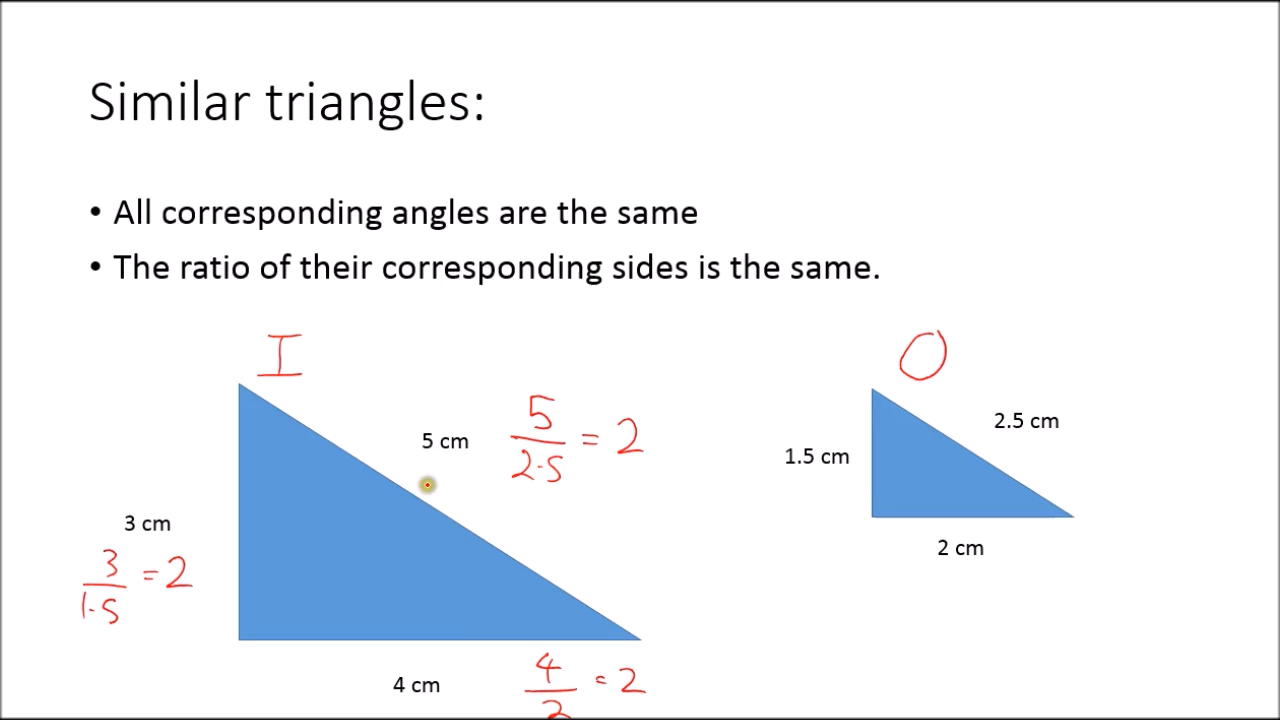 Similar triangles:
• All corresponding angles are the same
• The ratio of their corresponding sides is the same.
I
O
5 cm
5/2.5 = 2
2.5 cm
1.5 cm
3 cm
3/1.5 = 2
2 cm
4 cm
4/2 = 2